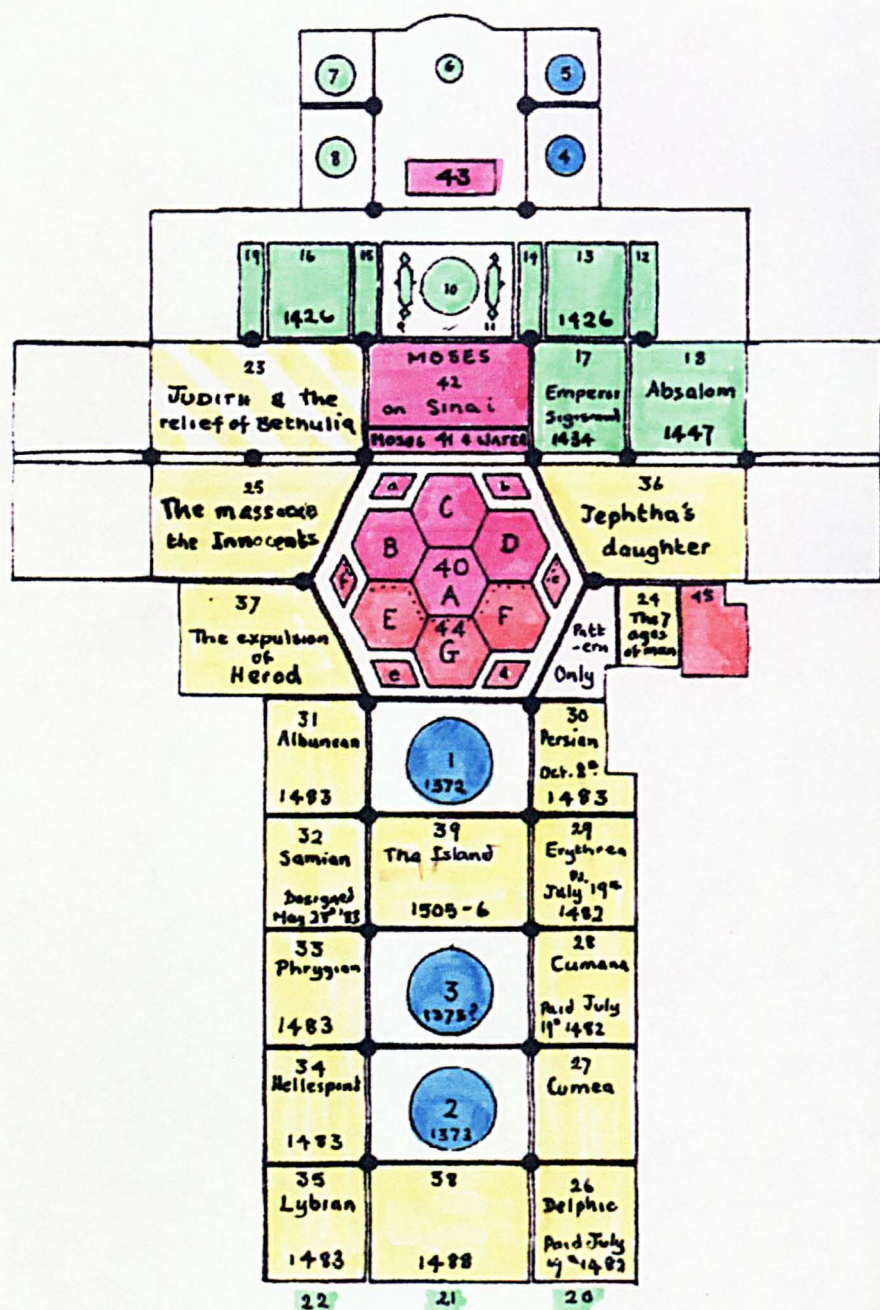 7
6
5
8
4
43
19
16
15
14
13
12
10
9
11
1426
1426
23
JUDITH & the
relief of Bethulia
MOSES
42
on Sinai
MOSES 41 & WATER
17
Emperor
Sigismund
1434
18
Absalom
1447
25
The massacre
the Innocents
a
b
C
B
D
40
A
E
F
44
G
f
c
e
d
36
Jephtha's
daughter
37
The expulsion
of
Herod
Patt
-ern
Only
24
The 7
ages
of man
45
31
Albunean
1483
1
1372
30
Persian
Oct. 8th
1483
32
Samian
Designed
May 28th '83
39
The Island
1505-6
29
Erythrea
Pd.
July 19th
1482
33
Phrygian
1483
3
1373?
28
Cumana
Paid July
19th 1482
34
Hellespont
1483
2
1373
27
Cumea
35
Lybian
1483
38
1488
26
Delphic
Paid July
19th 1482
22
21
20